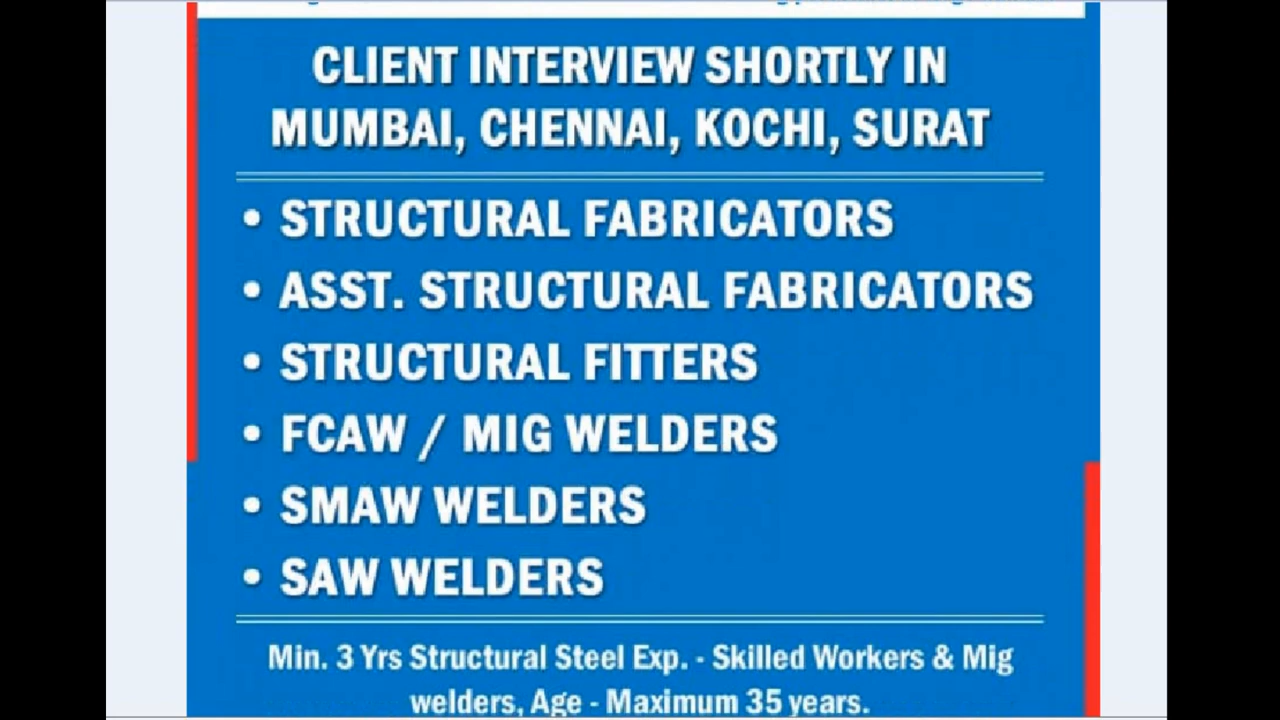 CLIENT INTERVIEW SHORTLY IN
MUMBAI, CHENNAI, KOCHI, SURAT
• STRUCTURAL FABRICATORS
• ASST. STRUCTURAL FABRICATORS
• STRUCTURAL FITTERS
• FCAW / MIG WELDERS
• SMAW WELDERS
• SAW WELDERS
Min. 3 Yrs Structural Steel Exp. - Skilled Workers & Mig
welders, Age - Maximum 35 years.